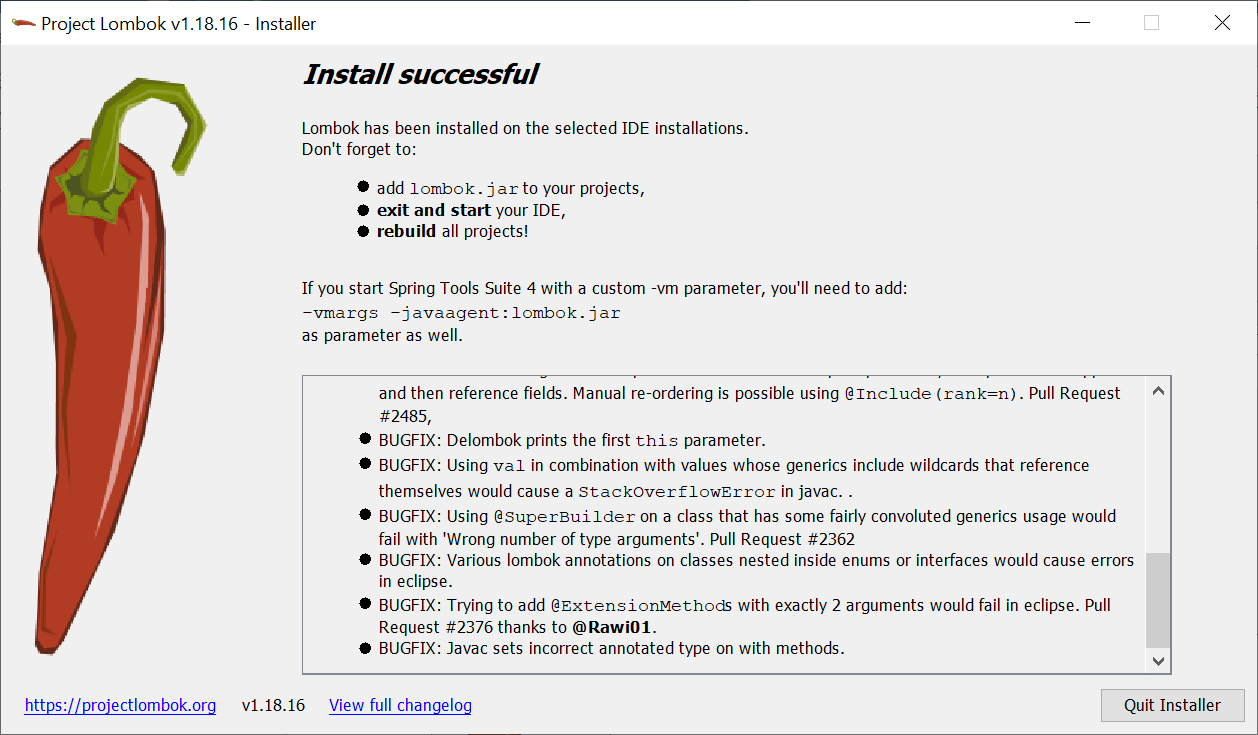 Project Lombok v1.18.16 - Installer
Install successful
Lombok has been installed on the selected IDE installations.
Don't forget to:
add lombok.jar to your projects,
exit and start your IDE,
rebuild all projects!
If you start Spring Tools Suite 4 with a custom -vm parameter, you'll need to add:
-vmargs -javaagent:lombok.jar
as parameter as well.
and then reference fields. Manual re-ordering is possible using @Include(rank=n). Pull Request
#2485,
BUGFIX: Delombok prints the first this parameter.
BUGFIX: Using val in combination with values whose generics include wildcards that reference
themselves would cause a StackOverflowError in javac. .
BUGFIX: Using @SuperBuilder on a class that has some fairly convoluted generics usage would
fail with 'Wrong number of type arguments'. Pull Request #2362
BUGFIX: Various lombok annotations on classes nested inside enums or interfaces would cause errors
in eclipse.
BUGFIX: Trying to add @ExtensionMethods with exactly 2 arguments would fail in eclipse. Pull
Request #2376 thanks to @Rawi01.
BUGFIX: Javac sets incorrect annotated type on with methods.
https://projectlombok.org v1.18.16 View full changelog Quit Installer